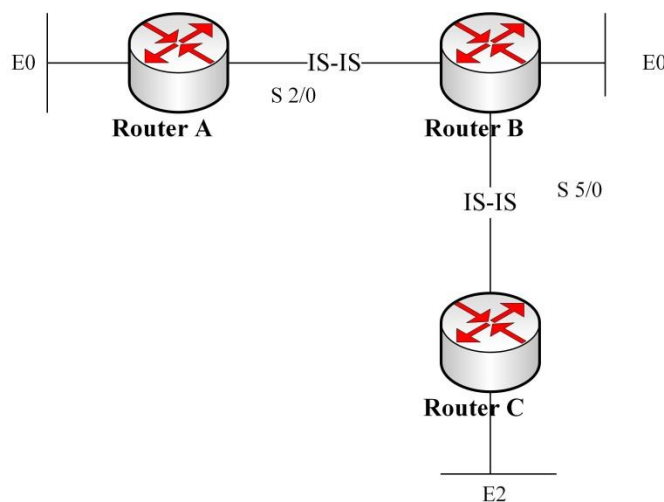 E0
IS-IS
E0
S 2/0
Router A
Router B
S 5/0
IS-IS
Router C
E2